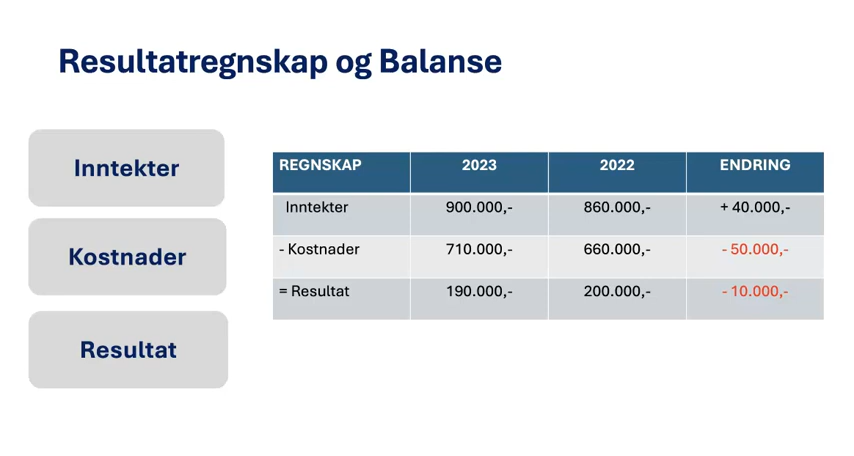 Resultatregnskap og Balanse
Inntekter
Kostnader
Resultat
REGNSKAP 2023 2022 ENDRING
Inntekter 900.000,- 860.000,- + 40.000,-
- Kostnader 710.000,- 660.000,- - 50.000,-
= Resultat 190.000,- 200.000,- - 10.000,-